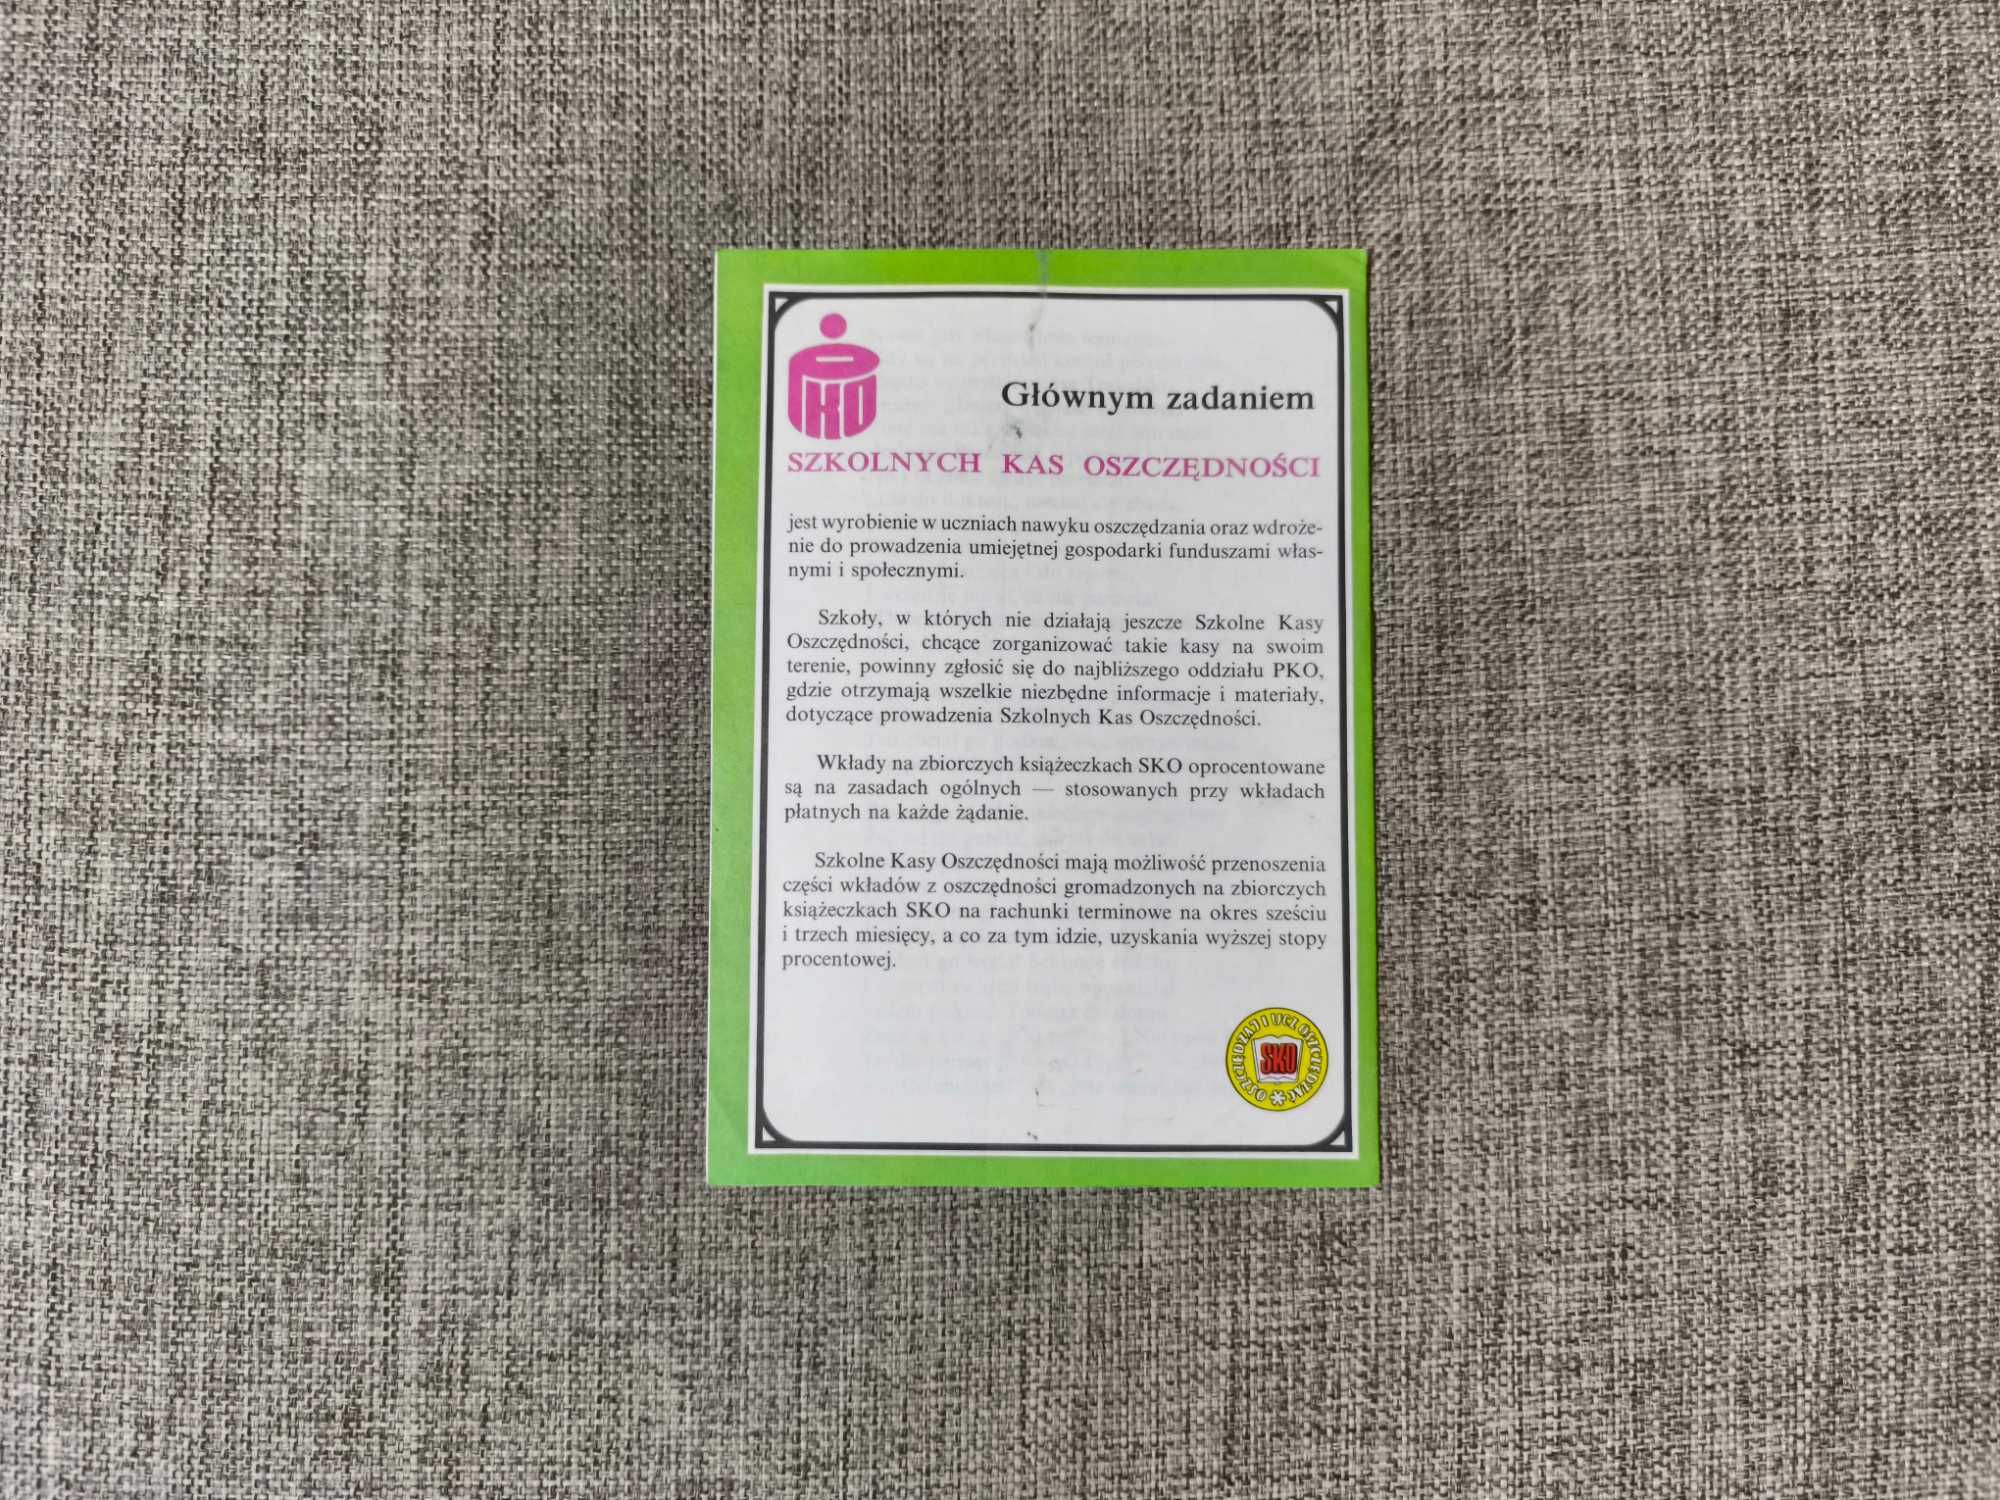 PKO
Głównym zadaniem
SZKOLNYCH KAS OSZCZĘDNOŚCI
jest wyrobienie w uczniach nawyku oszczędzania oraz wdroże-
nie do prowadzenia umiejętnej gospodarki funduszami włas-
nymi i społecznymi.
Szkoły, w których nie działają jeszcze Szkolne Kasy
Oszczędności, chcące zorganizować takie kasy na swoim
terenie, powinny zgłosić się do najbliższego oddziału PKO,
gdzie otrzymają wszelkie niezbędne informacje i materiały,
dotyczące prowadzenia Szkolnych Kas Oszczędności.
Wkłady na zbiorczych książeczkach SKO oprocentowane
są na zasadach ogólnych — stosowanych przy wkładach
płatnych na każde żądanie.
Szkolne Kasy Oszczędności mają możliwość przenoszenia
części wkładów z oszczędności gromadzonych na zbiorczych
książeczkach SKO na rachunki terminowe na okres sześciu
i trzech miesięcy, a co za tym idzie, uzyskania wyższej stopy
procentowej.
OSZCZĘDZAJ I UCZ OSZCZĘDZAĆ
SKO